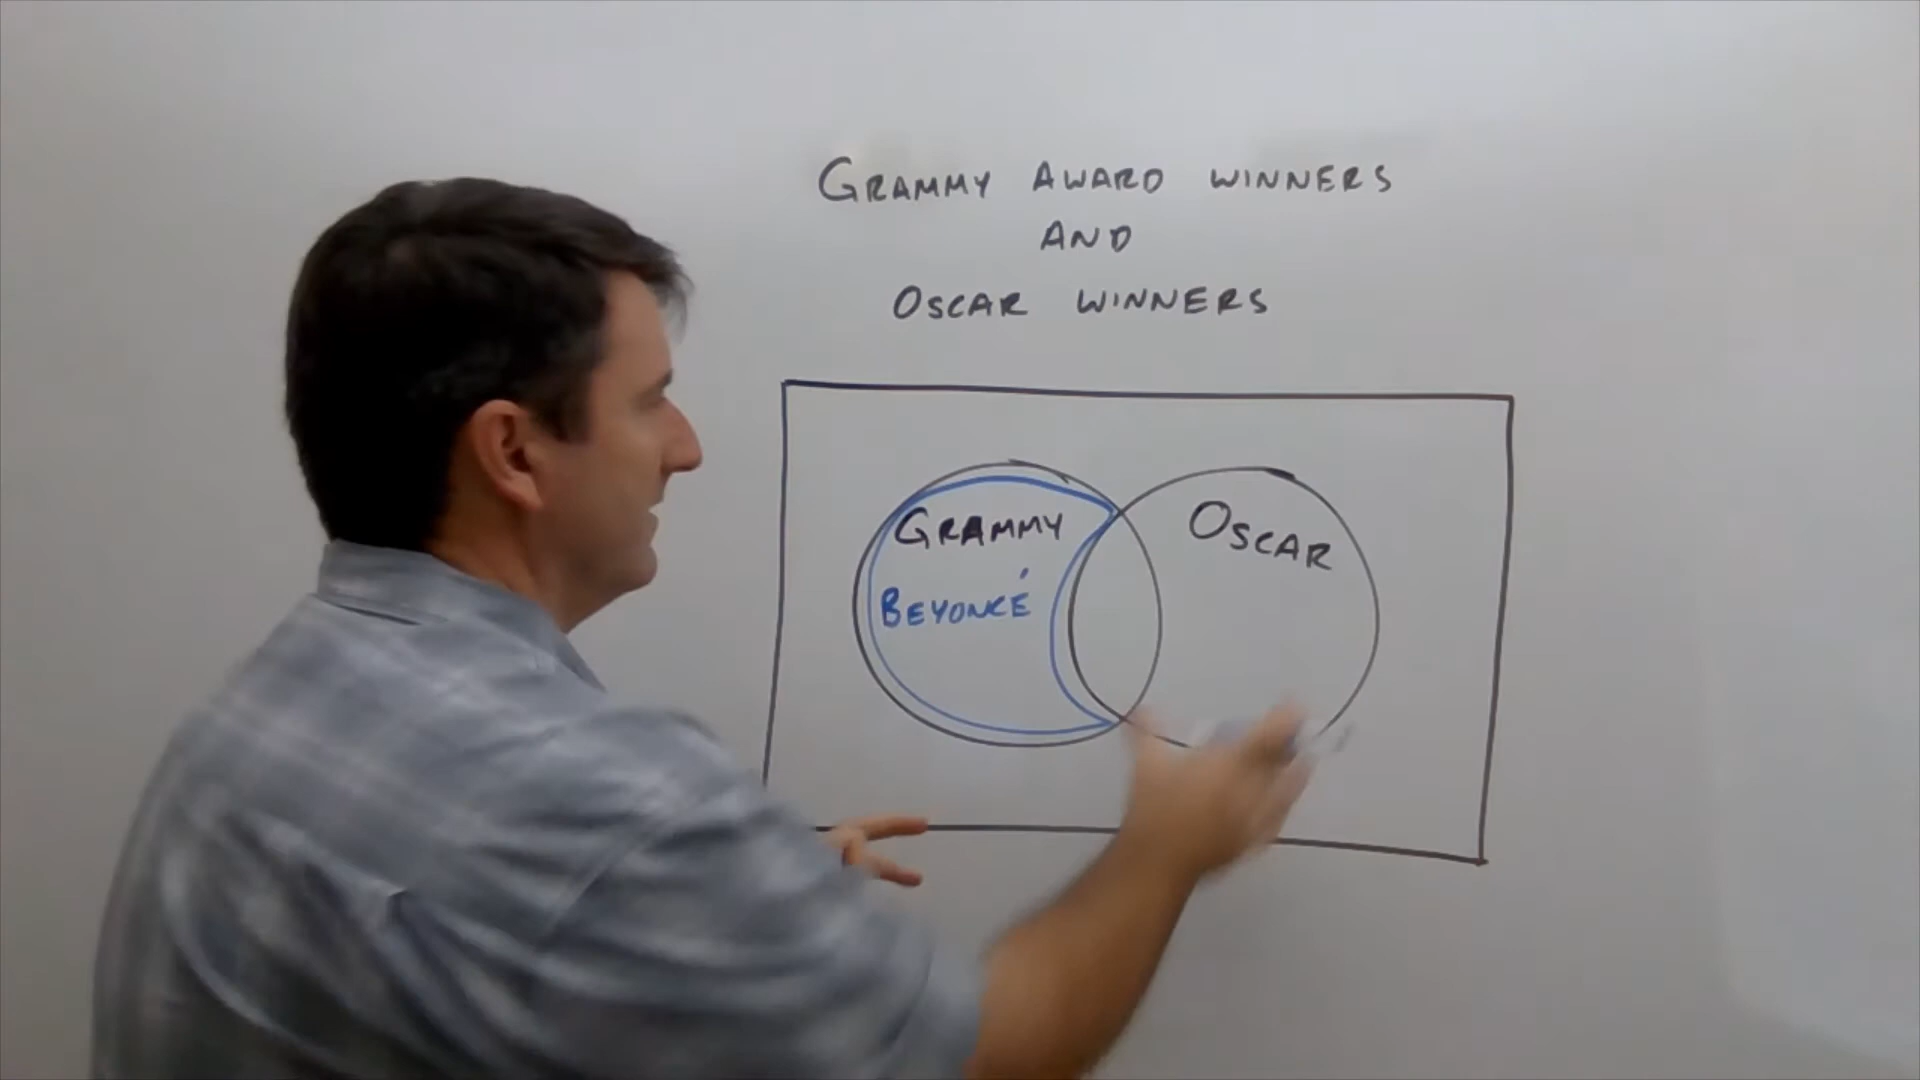 GRAMMY AWARD WINNERS
AND
OSCAR WINNERS
GRAMMY
OSCAR
BEYONCÉ